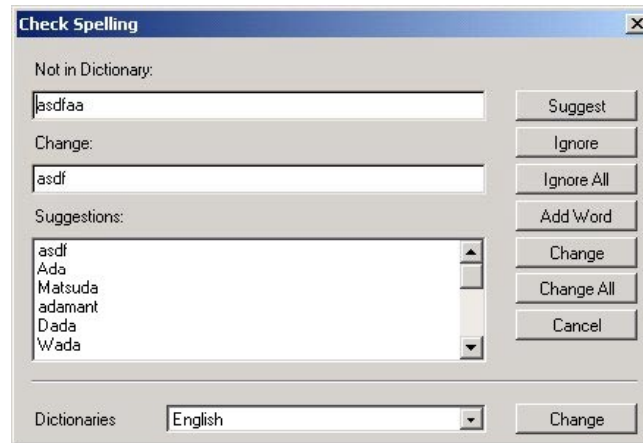 Check Spelling
Not in Dictionary:
asdfaa
Suggest
Change:
Ignore
asdf
Ignore All
Suggestions:
Add Word
asdf
Ada
Matsuda
adamant
Dada
Wada
Change
Change All
Cancel
Dictionaries
English
Change